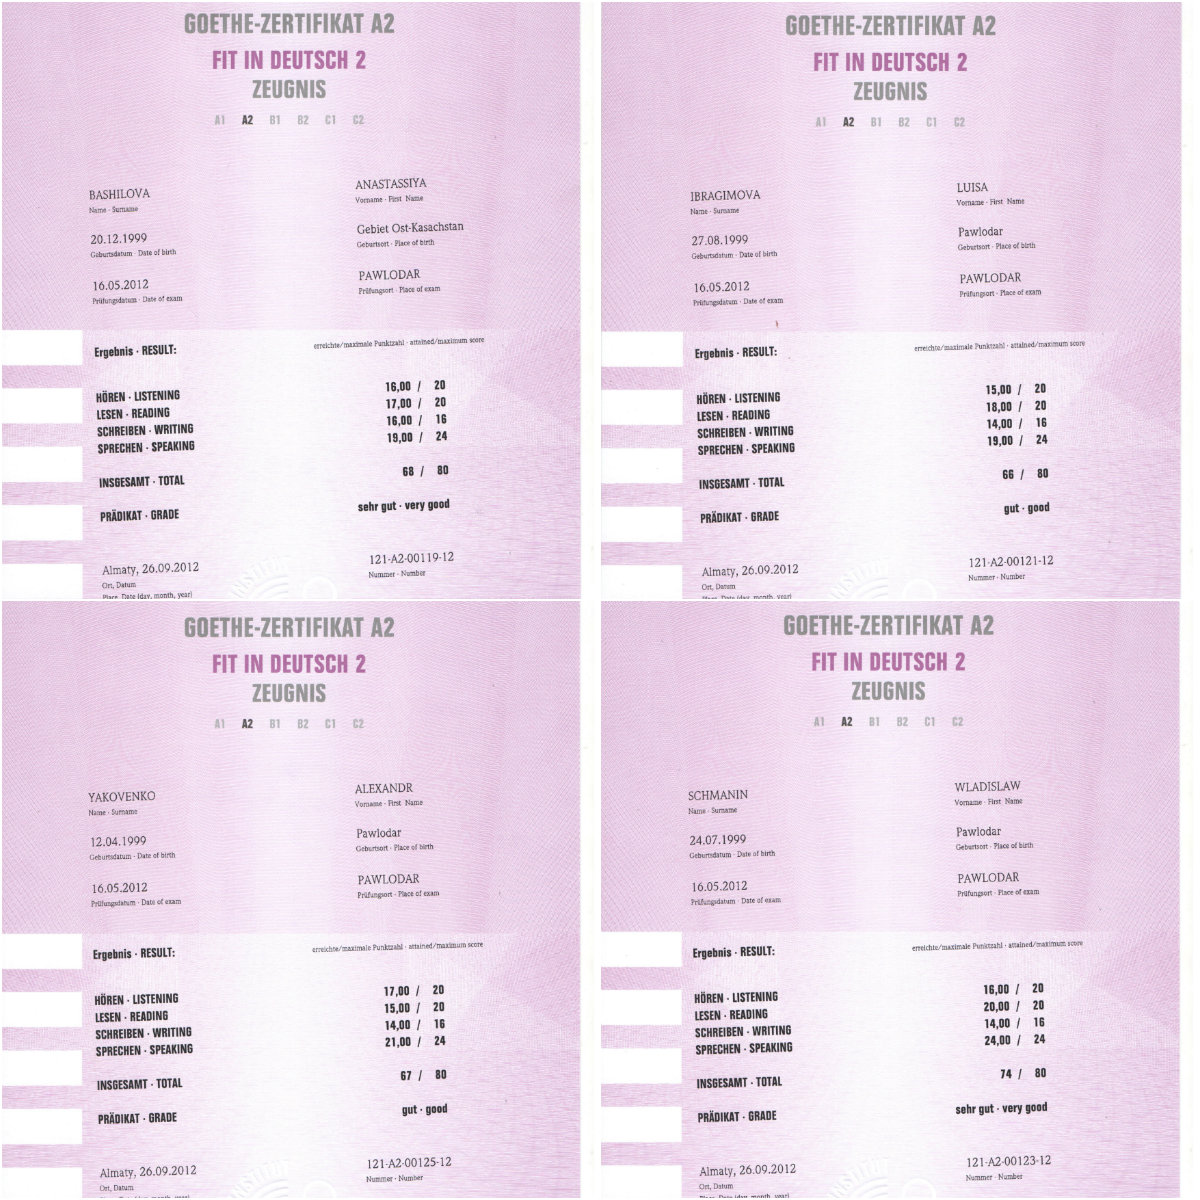 GOETHE-ZERTIFIKAT A2
FIT IN DEUTSCH 2
ZEUGNIS
A1 A2 B1 B2 C1 C2
BASHILOVA ANASTASSIYA
Name · Surname Vorname · First Name
20.12.1999 Gebiet Ost-Kasachstan
Geburtsdatum · Date of birth Geburtsort · Place of birth
16.05.2012 PAWLODAR
Prüfungsdatum · Date of exam Prüfungsort · Place of exam
Ergebnis · RESULT: erreichte/maximale Punktzahl · attained/maximum score
HÖREN · LISTENING 16,00 / 20
LESEN · READING 17,00 / 20
SCHREIBEN · WRITING 16,00 / 16
SPRECHEN · SPEAKING 19,00 / 24
INSGESAMT · TOTAL 68 / 80
PRÄDIKAT · GRADE sehr gut · very good
Almaty, 26.09.2012 121-A2-00119-12
Ort, Datum Nummer · Number
Place, Date (day, month, year)
GOETHE-ZERTIFIKAT A2
FIT IN DEUTSCH 2
ZEUGNIS
A1 A2 B1 B2 C1 C2
IBRAGIMOVA LUISA
Name · Surname Vorname · First Name
27.08.1999 Pawlodar
Geburtsdatum · Date of birth Geburtsort · Place of birth
16.05.2012 PAWLODAR
Prüfungsdatum · Date of exam Prüfungsort · Place of exam
Ergebnis · RESULT: erreichte/maximale Punktzahl · attained/maximum score
HÖREN · LISTENING 15,00 / 20
LESEN · READING 18,00 / 20
SCHREIBEN · WRITING 14,00 / 16
SPRECHEN · SPEAKING 19,00 / 24
INSGESAMT · TOTAL 66 / 80
PRÄDIKAT · GRADE gut · good
Almaty, 26.09.2012 121-A2-00121-12
Ort, Datum Nummer · Number
Place, Date (day, month, year)
GOETHE-ZERTIFIKAT A2
FIT IN DEUTSCH 2
ZEUGNIS
A1 A2 B1 B2 C1 C2
YAKOVENKO ALEXANDR
Name · Surname Vorname · First Name
12.04.1999 Pawlodar
Geburtsdatum · Date of birth Geburtsort · Place of birth
16.05.2012 PAWLODAR
Prüfungsdatum · Date of exam Prüfungsort · Place of exam
Ergebnis · RESULT: erreichte/maximale Punktzahl · attained/maximum score
HÖREN · LISTENING 17,00 / 20
LESEN · READING 15,00 / 20
SCHREIBEN · WRITING 14,00 / 16
SPRECHEN · SPEAKING 21,00 / 24
INSGESAMT · TOTAL 67 / 80
PRÄDIKAT · GRADE gut · good
Almaty, 26.09.2012 121-A2-00125-12
Ort, Datum Nummer · Number
GOETHE-ZERTIFIKAT A2
FIT IN DEUTSCH 2
ZEUGNIS
A1 A2 B1 B2 C1 C2
SCHMANIN WLADISLAW
Name · Surname Vorname · First Name
24.07.1999 Pawlodar
Geburtsdatum · Date of birth Geburtsort · Place of birth
16.05.2012 PAWLODAR
Prüfungsdatum · Date of exam Prüfungsort · Place of exam
Ergebnis · RESULT: erreichte/maximale Punktzahl · attained/maximum score
HÖREN · LISTENING 16,00 / 20
LESEN · READING 20,00 / 20
SCHREIBEN · WRITING 14,00 / 16
SPRECHEN · SPEAKING 24,00 / 24
INSGESAMT · TOTAL 74 / 80
PRÄDIKAT · GRADE sehr gut · very good
Almaty, 26.09.2012 121-A2-00123-12
Ort, Datum Nummer · Number